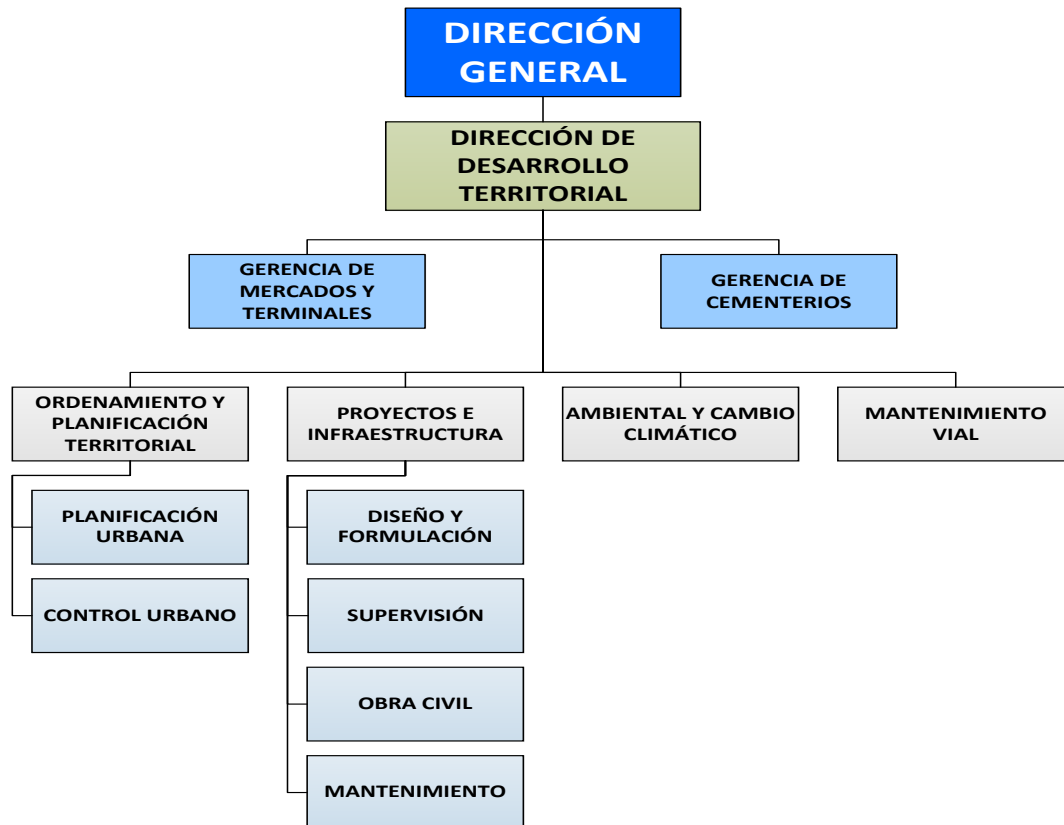 DIRECCIÓN
GENERAL
DIRECCIÓN DE
DESARROLLO
TERRITORIAL
GERENCIA DE
MERCADOS Y
TERMINALES
GERENCIA DE
CEMENTERIOS
ORDENAMIENTO Y
PLANIFICACIÓN
TERRITORIAL
PROYECTOS E
INFRAESTRUCTURA
AMBIENTAL Y CAMBIO
CLIMÁTICO
MANTENIMIENTO
VIAL
PLANIFICACIÓN
URBANA
CONTROL URBANO
DISEÑO Y
FORMULACIÓN
SUPERVISIÓN
OBRA CIVIL
MANTENIMIENTO